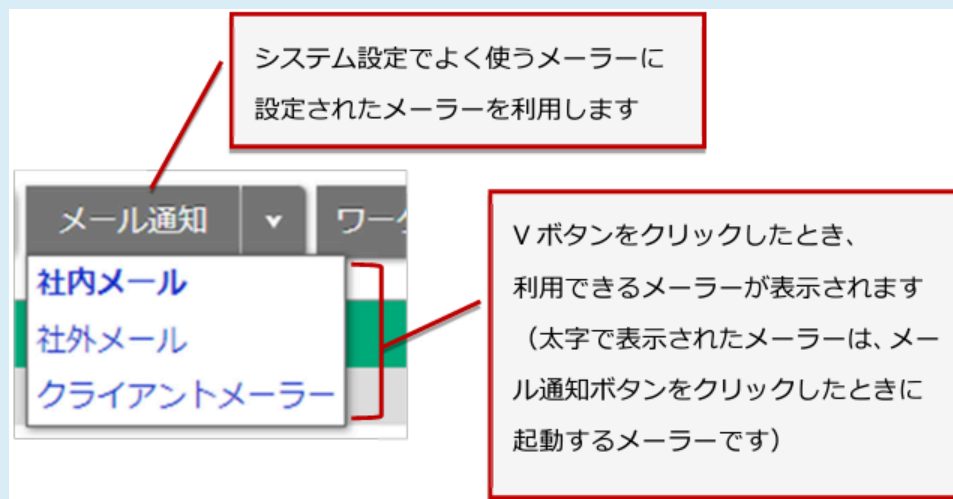 システム設定でよく使うメーラーに
設定されたメーラーを利用します
メール通知
ワー
社内メール
社外メール
クライアントメーラー
V ボタンをクリックしたとき、
利用できるメーラーが表示されます
（太字で表示されたメーラーは、メー
ル通知ボタンをクリックしたときに
起動するメーラーです）